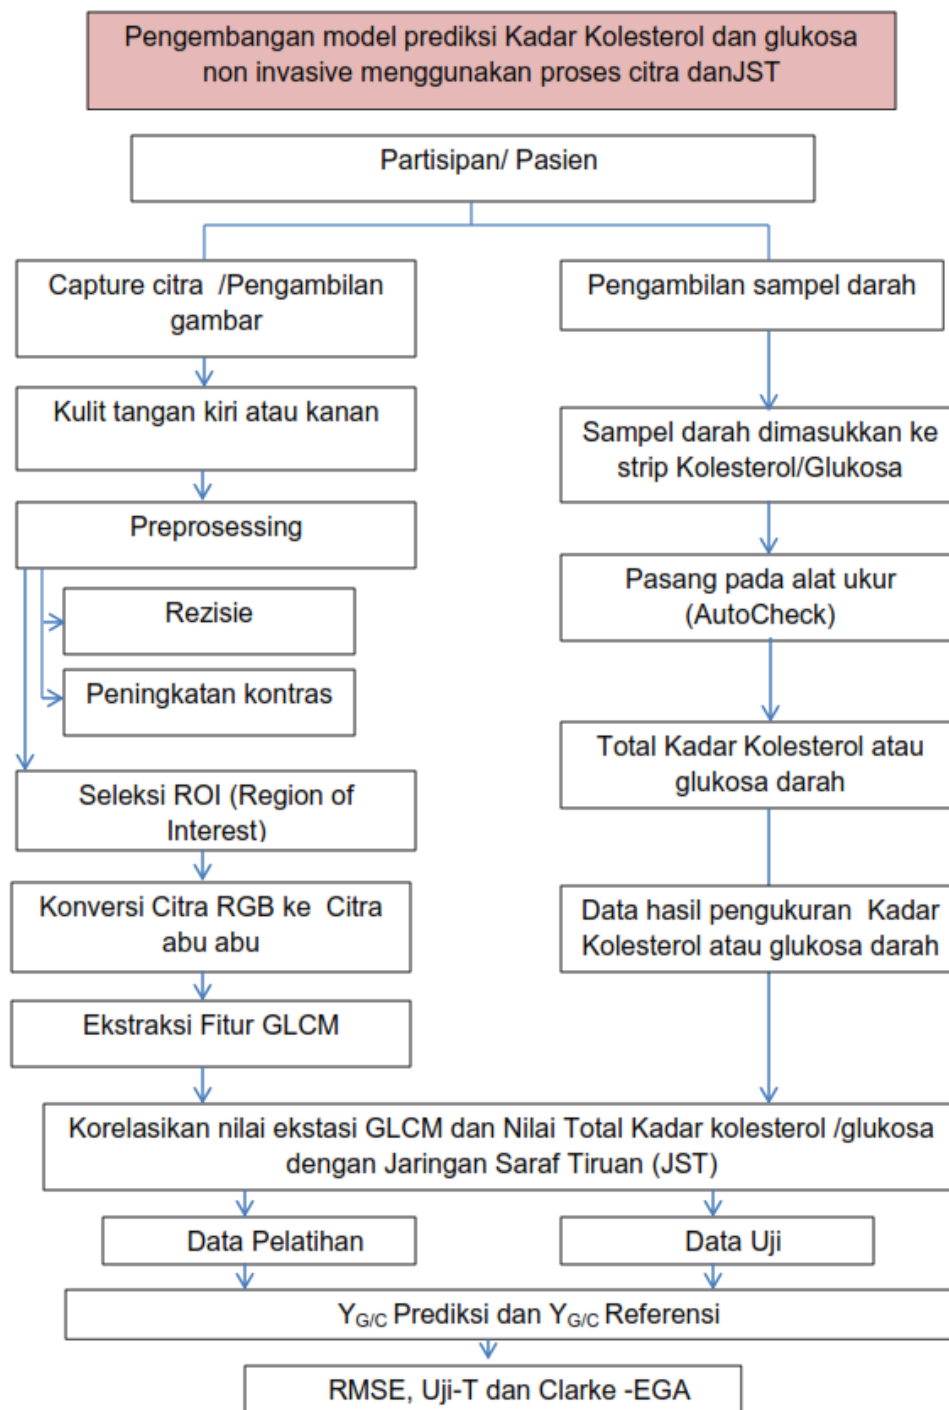 Pengembangan model prediksi Kadar Kolesterol dan glukosa
non invasive menggunakan proses citra danJST
Partisipan/ Pasien
Capture citra /Pengambilan
gambar
Pengambilan sampel darah
Kulit tangan kiri atau kanan
Sampel darah dimasukkan ke
strip Kolesterol/Glukosa
Preprosessing
Pasang pada alat ukur
(AutoCheck)
Rezisie
Peningkatan kontras
Total Kadar Kolesterol atau
glukosa darah
Seleksi ROI (Region of
Interest)
Konversi Citra RGB ke Citra
abu abu
Data hasil pengukuran Kadar
Kolesterol atau glukosa darah
Ekstraksi Fitur GLCM
Korelasikan nilai ekstasi GLCM dan Nilai Total Kadar kolesterol /glukosa
dengan Jaringan Saraf Tiruan (JST)
Data Pelatihan
Data Uji
YG/C Prediksi dan YG/C Referensi
RMSE, Uji-T dan Clarke -EGA